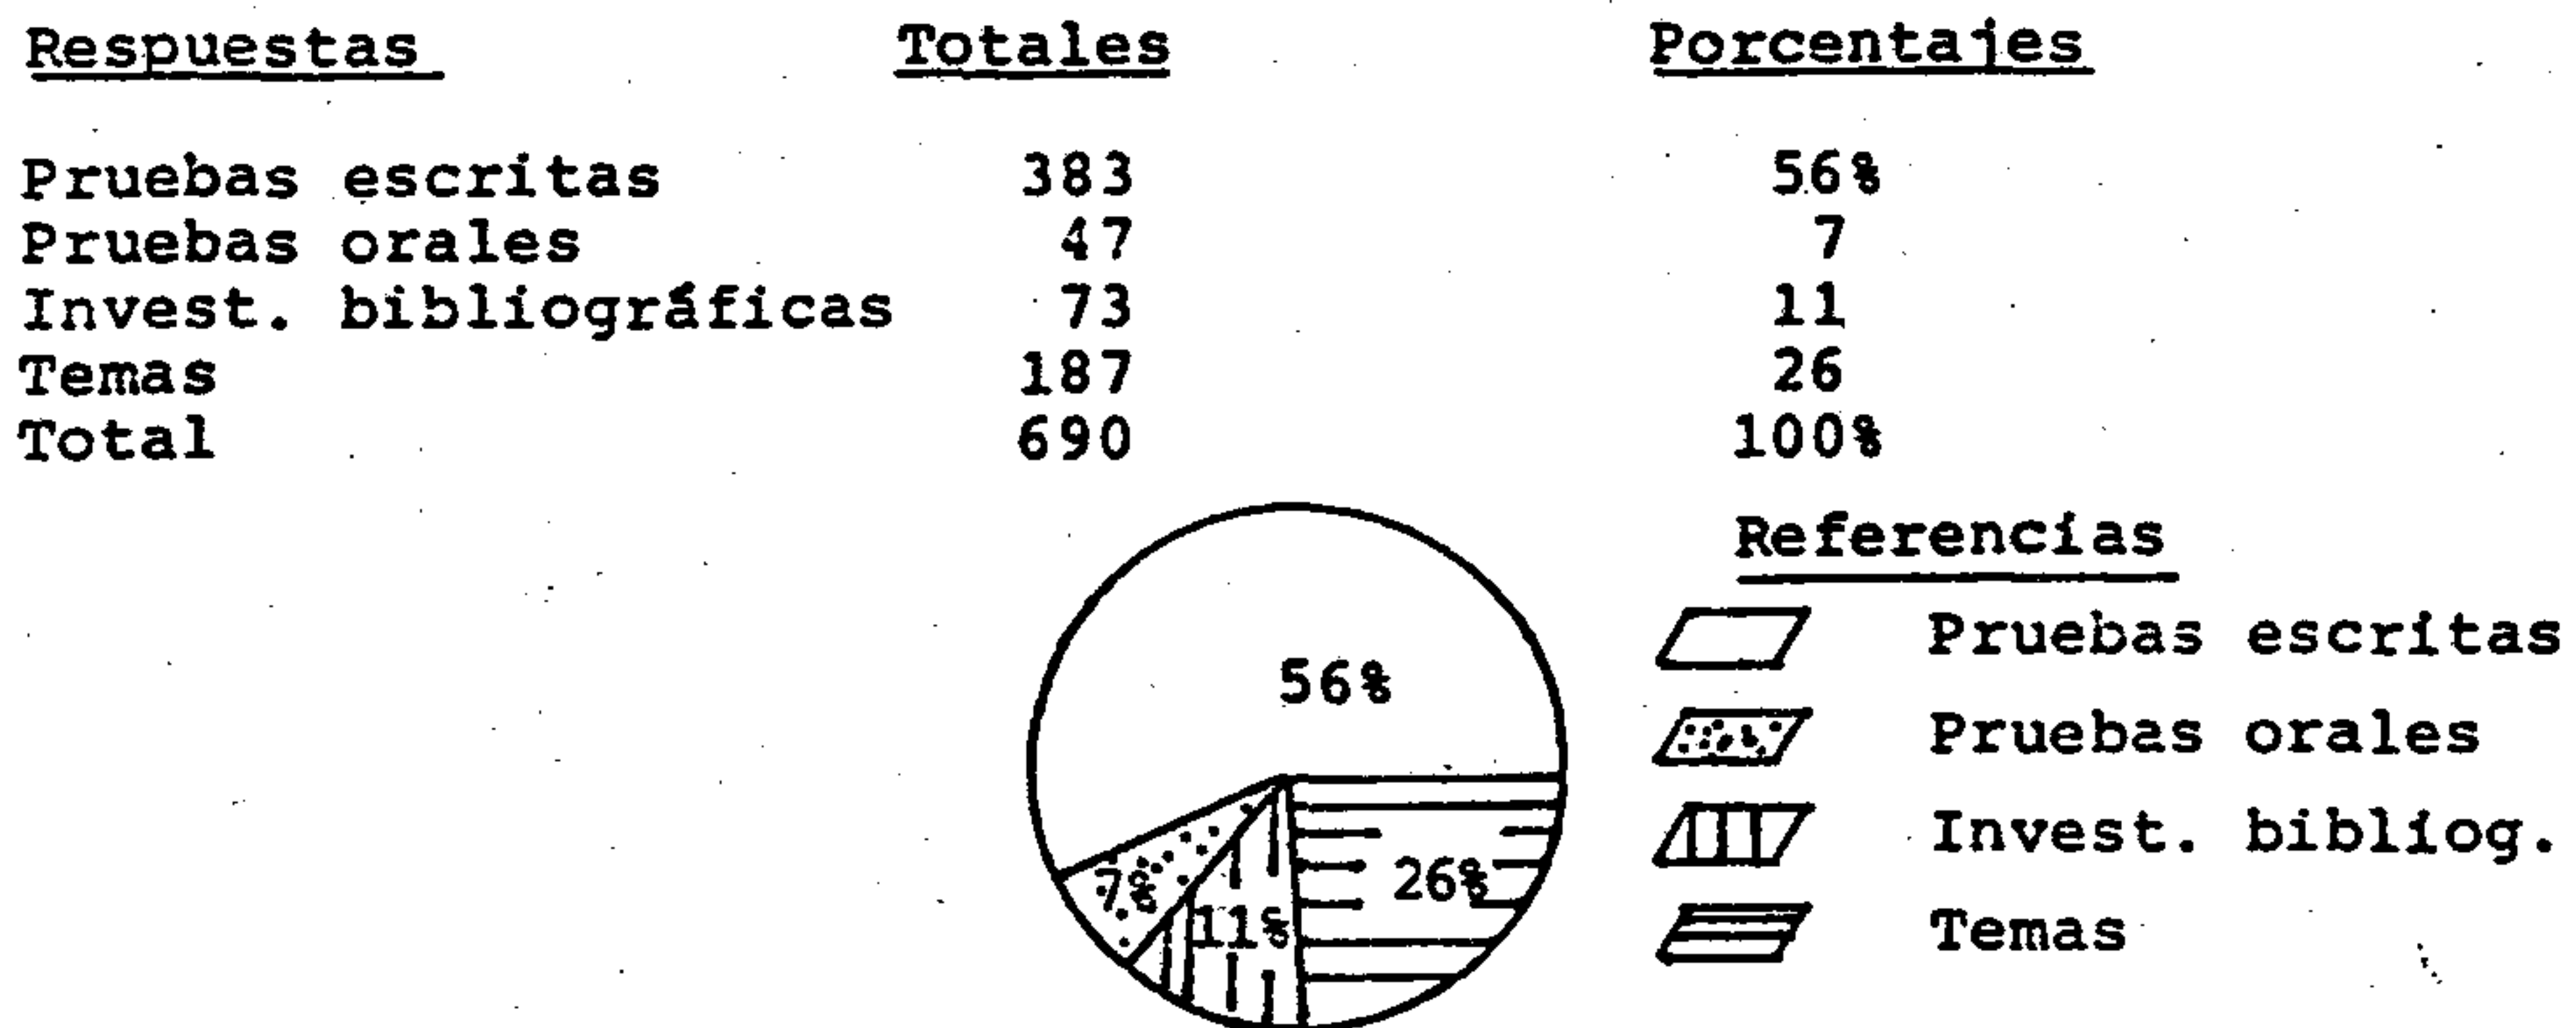 Respuestas Totales Porcentajes
Pruebas escritas 383 56%
Pruebas orales 47 7
Invest. bibliográficas 73 11
Temas 187 26
Total 690 100%
Referencias
56%
7%
11%
26%
Pruebas escritas
Pruebas orales
Invest. bibliog.
Temas